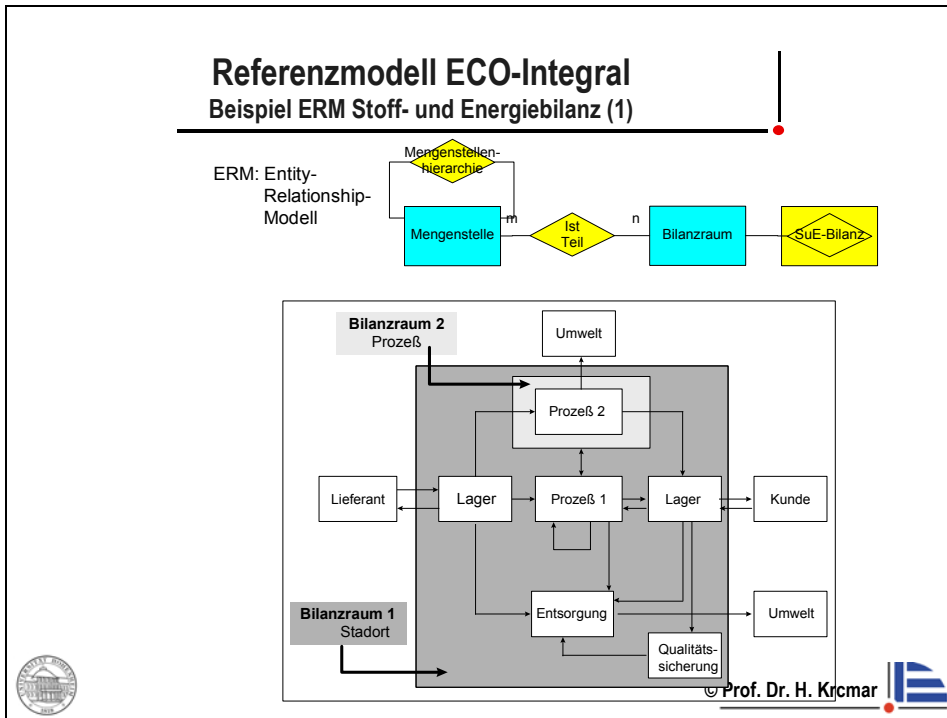 Referenzmodell ECO-Integral
Beispiel ERM Stoff- und Energiebilanz (1)
ERM: Entity-
Relationship-
Modell
Mengenstellen-
hierarchie
Mengenstelle
m
Ist
Teil
n
Bilanzraum
SuE-Bilanz
Bilanzraum 2
Prozeß
Umwelt
Prozeß 2
Lieferant
Lager
Prozeß 1
Lager
Kunde
Bilanzraum 1
Stadort
Entsorgung
Umwelt
Qualitäts-
sicherung
UNIVERSITÄT HOHENHEIM
© Prof. Dr. H. Krcmar